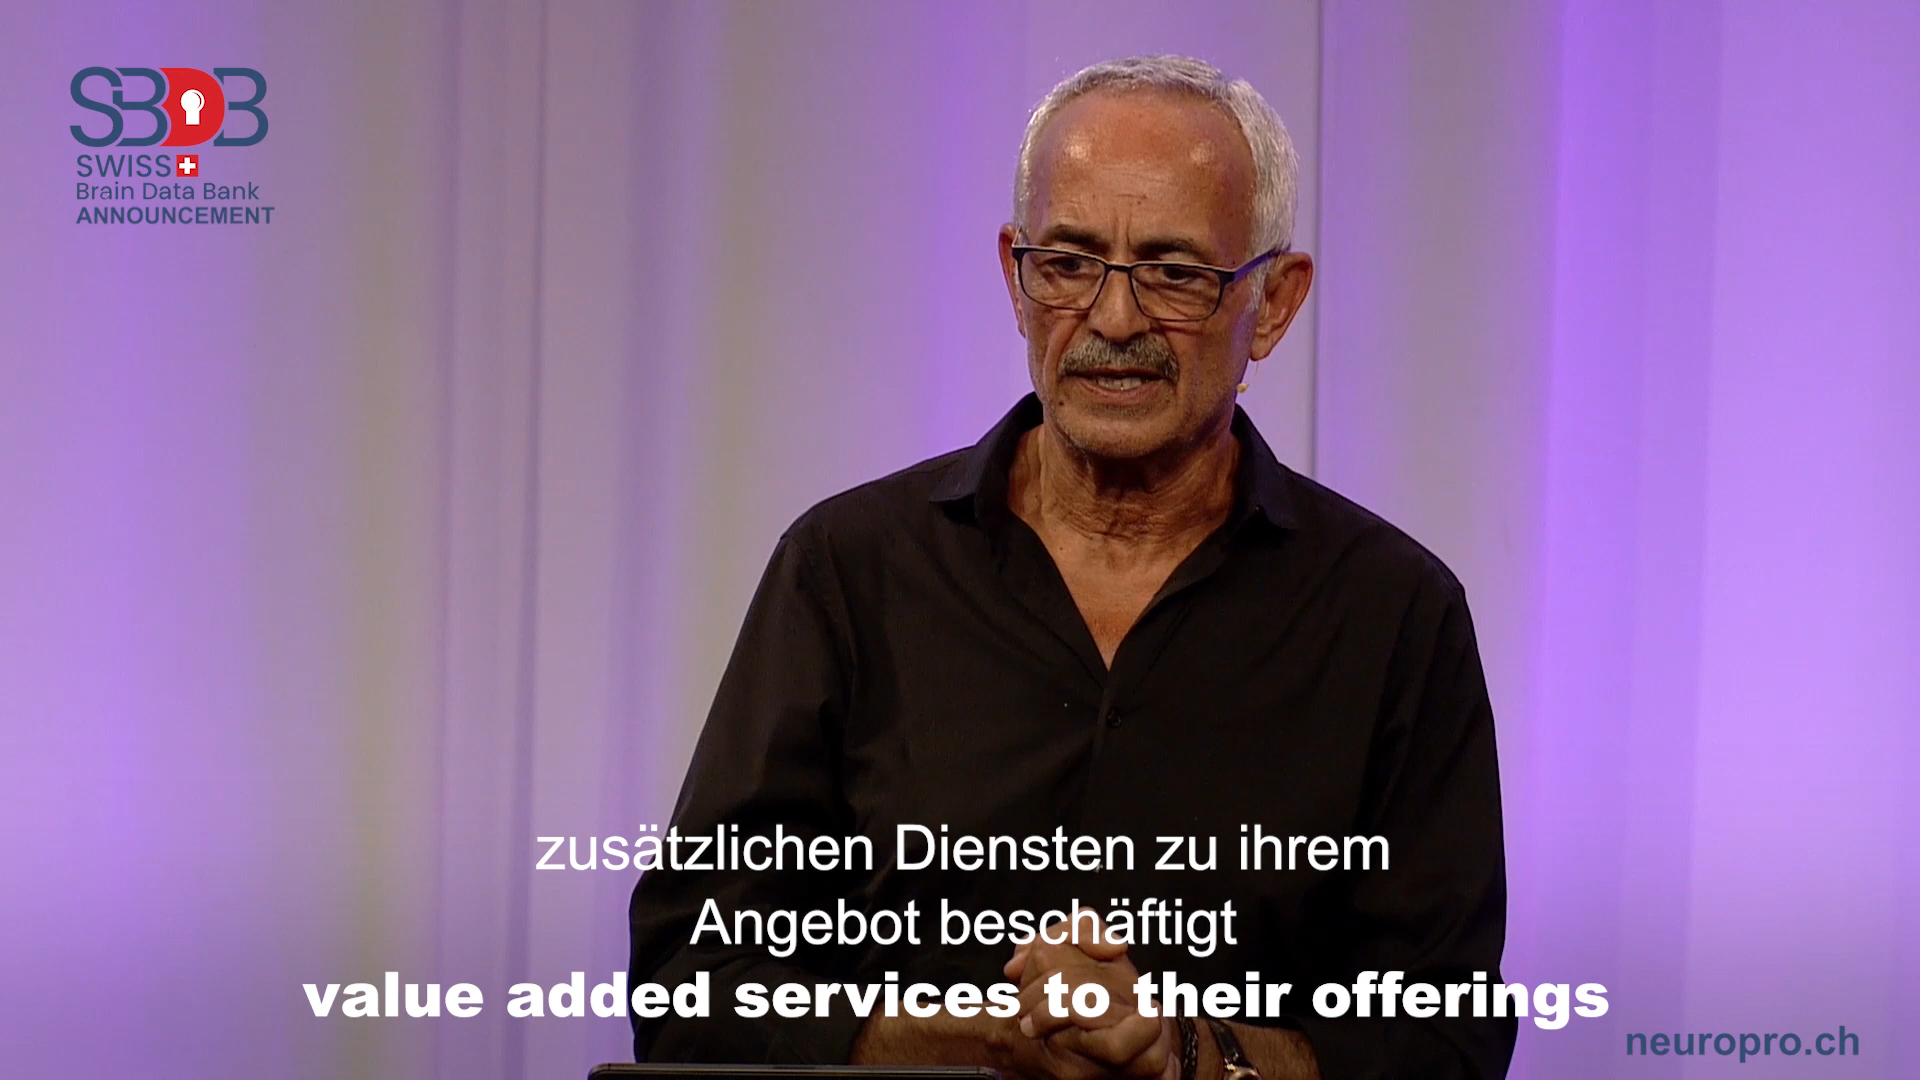 SBDB
SWISS
Brain Data Bank
ANNOUNCEMENT
zusätzlichen Diensten zu ihrem
Angebot beschäftigt
value added services to their offerings
neuropro.ch